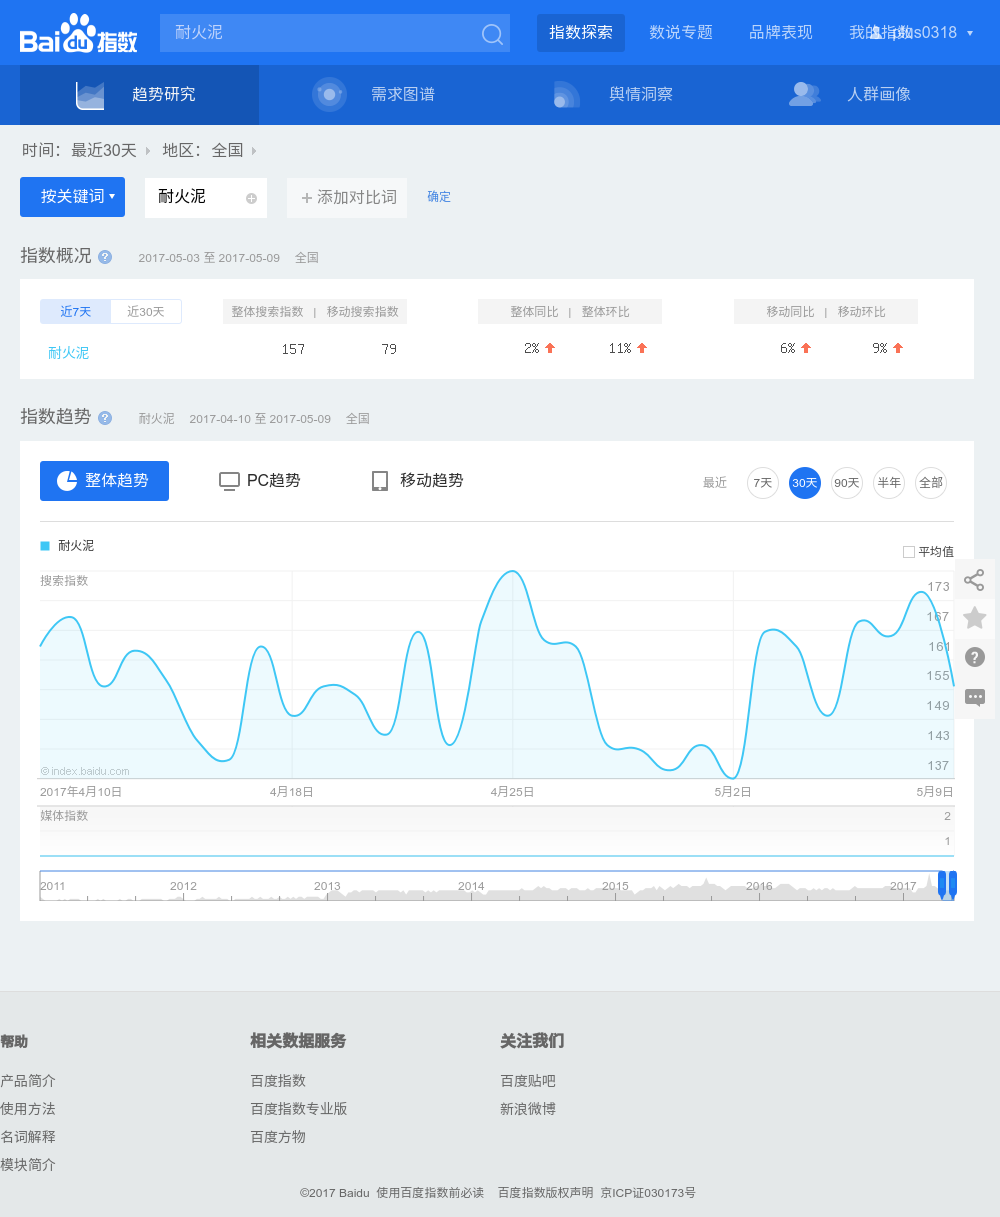 Bai du 指数
耐火泥
指数探索 数说专题 品牌表现 我的指数
趋势研究 需求图谱 舆情洞察 人群画像
时间: 最近30天 地区: 全国
按关键词 耐火泥 +添加对比词 确定
指数概况 ? 2017-05-03 至 2017-05-09 全国
近7天 近30天 整体搜索指数 | 移动搜索指数 整体同比 | 整体环比 移动同比 | 移动环比
耐火泥 157 79 2% 11% 6% 9%
指数趋势 ? 耐火泥 2017-04-10 至 2017-05-09 全国
整体趋势 PC趋势 移动趋势 最近 7天 30天 90天 半年 全部
耐火泥
平均值
搜索指数
173
167
161
155
149
143
137
©index.baidu.com
2017年4月10日 4月18日 4月25日 5月2日 5月9日
媒体指数 2
1
2011 2012 2013 2014 2015 2016 2017
帮助 相关数据服务 关注我们
产品简介 百度指数 百度贴吧
使用方法 百度指数专业版 新浪微博
名词解释 百度方物
模块简介
©2017 Baidu 使用百度指数前必读 百度指数版权声明 京ICP证030173号